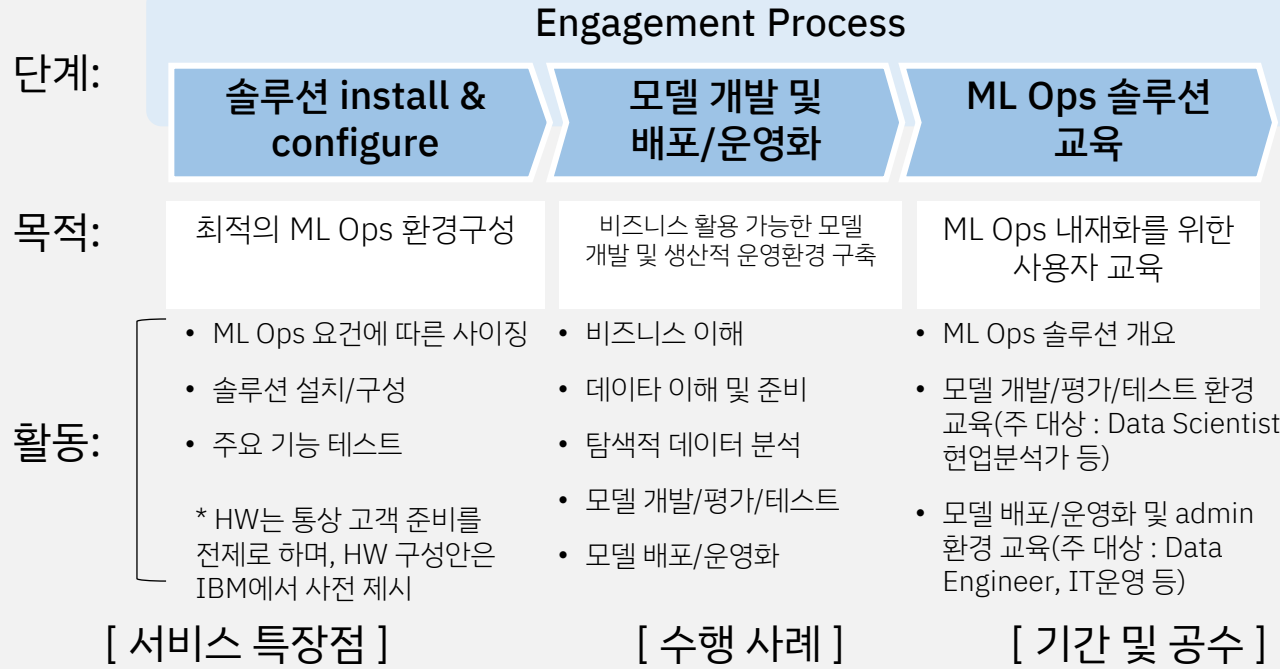 Engagement Process
단계:
솔루션 install &
configure
모델 개발 및
배포/운영화
ML Ops 솔루션
교육
목적:
최적의 ML Ops 환경구성
비즈니스 활용 가능한 모델
개발 및 생산적 운영환경 구축
ML Ops 내재화를 위한
사용자 교육
활동:
• ML Ops 요건에 따른 사이징
• 솔루션 설치/구성
• 주요 기능 테스트
* HW는 통상 고객 준비를
전제로 하며, HW 구성안은
IBM에서 사전 제시
• 비즈니스 이해
• 데이타 이해 및 준비
• 탐색적 데이터 분석
• 모델 개발/평가/테스트
• 모델 배포/운영화
• ML Ops 솔루션 개요
• 모델 개발/평가/테스트 환경
교육(주 대상 : Data Scientist
현업분석가 등)
• 모델 배포/운영화 및 admin
환경 교육(주 대상 : Data
Engineer, IT운영 등)
[ 서비스 특장점 ]
[ 수행 사례 ]
[ 기간 및 공수 ]